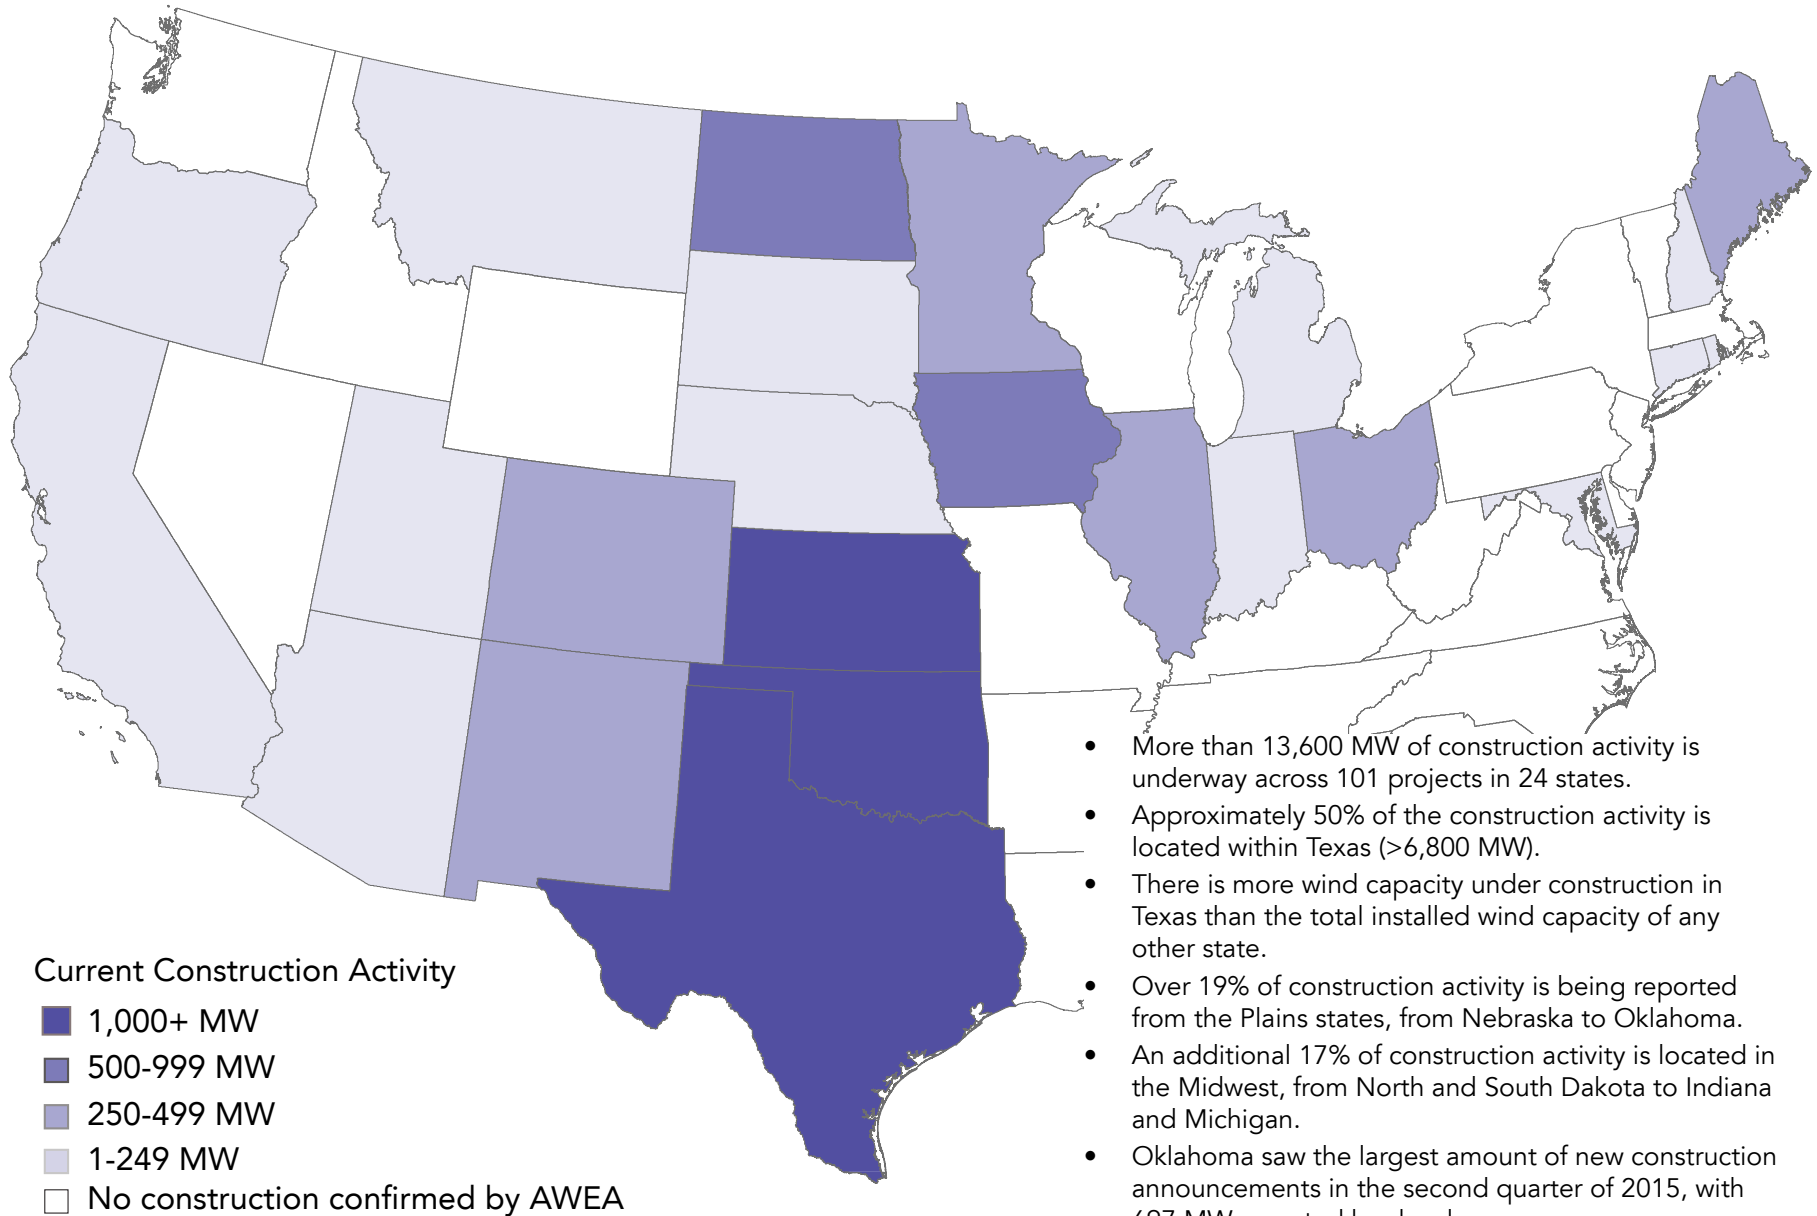 • More than 13,600 MW of construction activity is
underway across 101 projects in 24 states.
• Approximately 50% of the construction activity is
located within Texas (>6,800 MW).
• There is more wind capacity under construction in
Texas than the total installed wind capacity of any
other state.
• Over 19% of construction activity is being reported
from the Plains states, from Nebraska to Oklahoma.
• An additional 17% of construction activity is located in
the Midwest, from North and South Dakota to Indiana
and Michigan.
• Oklahoma saw the largest amount of new construction
announcements in the second quarter of 2015, with
Current Construction Activity
1,000+ MW
500-999 MW
250-499 MW
1-249 MW
No construction confirmed by AWEA